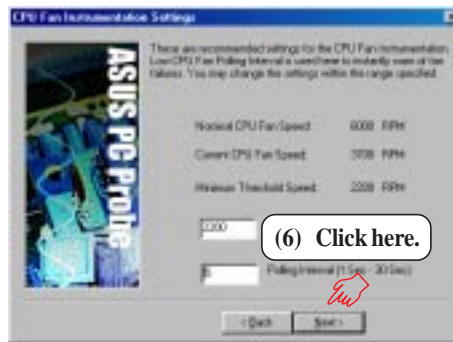 CPU Fan Instrumentation Settings
ASUS PC Probe
These are recommended settings for the CPU Fan Instrumentation.
Low CPU Fan Polling Interval is used here to instantly warn of fan
failures. You may change the settings within the range specified.
Nominal CPU Fan Speed: 6000 RPM
Current CPU Fan Speed: RPM
Minimum Threshold Speed: 2200 RPM
2200
(6) Click here.
Polling Interval (1 Sec - 30 Sec)
< Back Next >